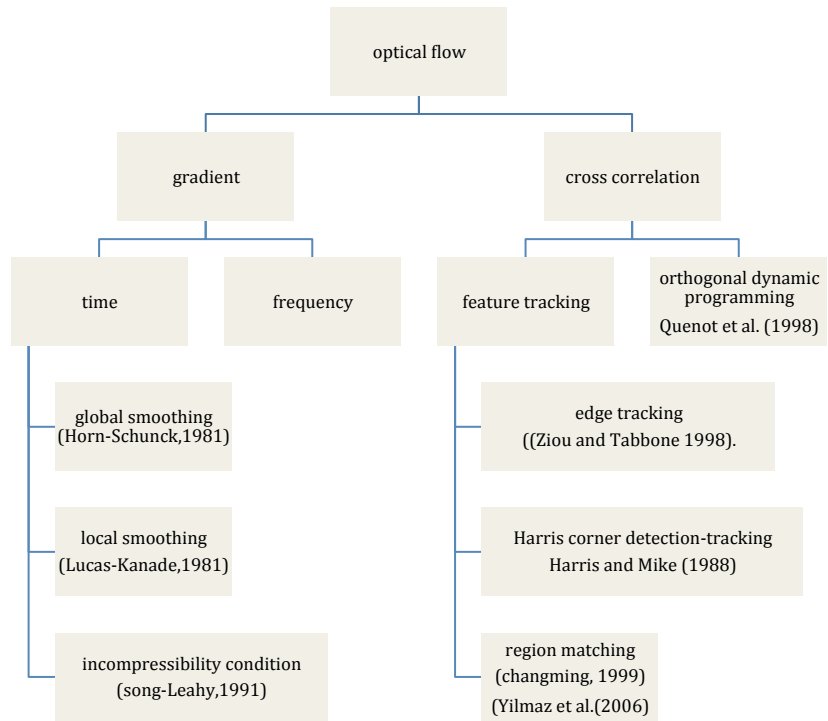 optical flow
gradient
cross correlation
time
frequency
feature tracking
orthogonal dynamic
programming
Quenot et al. (1998)
global smoothing
(Horn-Schunck,1981)
edge tracking
((Ziou and Tabbone 1998).
local smoothing
(Lucas-Kanade,1981)
Harris corner detection-tracking
Harris and Mike (1988)
incompressibility condition
(song-Leahy,1991)
region matching
(changming, 1999)
(Yilmaz et al.(2006)